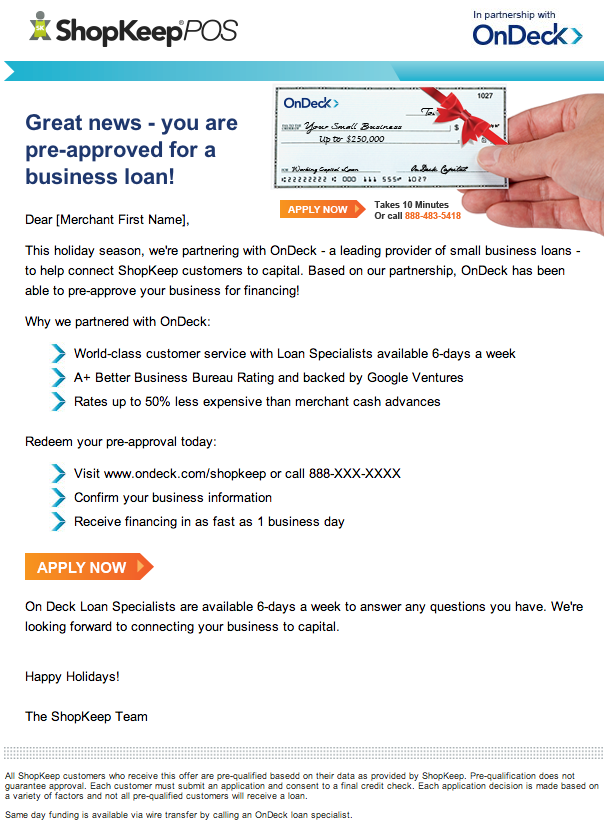 ShopKeep POS
In partnership with
OnDeck
Great news - you are
pre-approved for a
business loan!
OnDeck
1027
To:
Your Small Business
$
Up to $250,000
FOR Working Capital Loan
OnDeck Capital
222222222 000 111 555 1027
APPLY NOW
Takes 10 Minutes
Or call 888-483-5418
Dear [Merchant First Name],
This holiday season, we're partnering with OnDeck - a leading provider of small business loans -
to help connect ShopKeep customers to capital. Based on our partnership, OnDeck has been
able to pre-approve your business for financing!
Why we partnered with OnDeck:
World-class customer service with Loan Specialists available 6-days a week
A+ Better Business Bureau Rating and backed by Google Ventures
Rates up to 50% less expensive than merchant cash advances
Redeem your pre-approval today:
Visit www.ondeck.com/shopkeep or call 888-XXX-XXXX
Confirm your business information
Receive financing in as fast as 1 business day
APPLY NOW
On Deck Loan Specialists are available 6-days a week to answer any questions you have. We're
looking forward to connecting your business to capital.
Happy Holidays!
The ShopKeep Team
All ShopKeep customers who receive this offer are pre-qualified basedd on their data as provided by ShopKeep. Pre-qualification does not
guarantee approval. Each customer must submit an application and consent to a final credit check. Each application decision is made based on
a variety of factors and not all pre-qualified customers will receive a loan.
Same day funding is available via wire transfer by calling an OnDeck loan specialist.